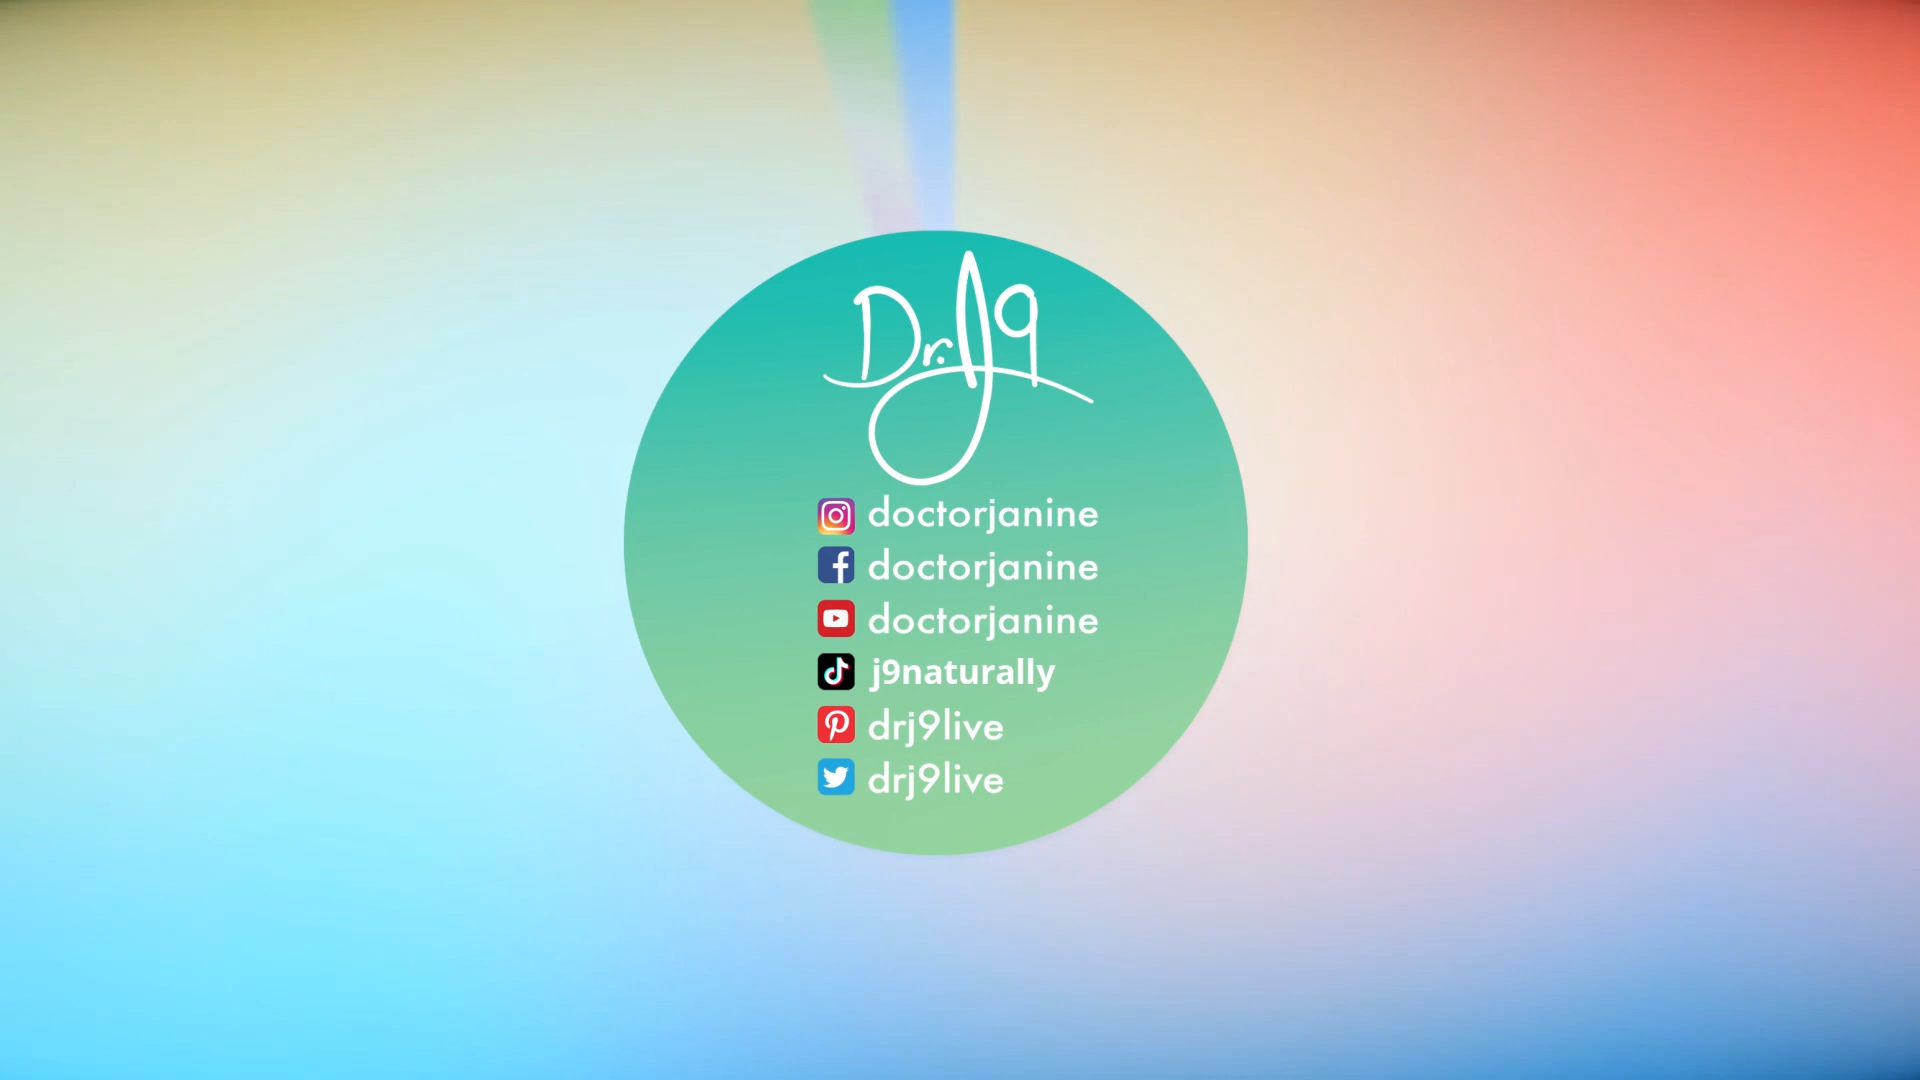 Dr. J9
doctorjanine
doctorjanine
doctorjanine
j9naturally
drj9live
drj9live